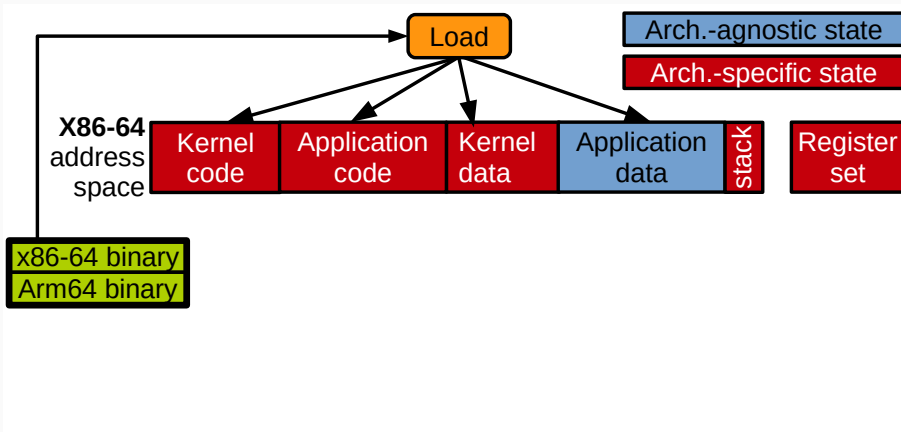 Load
Arch.-agnostic state
Arch.-specific state
X86-64
address
space
Kernel
code
Application
code
Kernel
data
Application
data
stack
Register
set
x86-64 binary
Arm64 binary